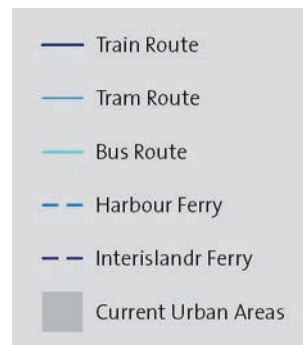 Train Route
Tram Route
Bus Route
Harbour Ferry
Interislandr Ferry
Current Urban Areas